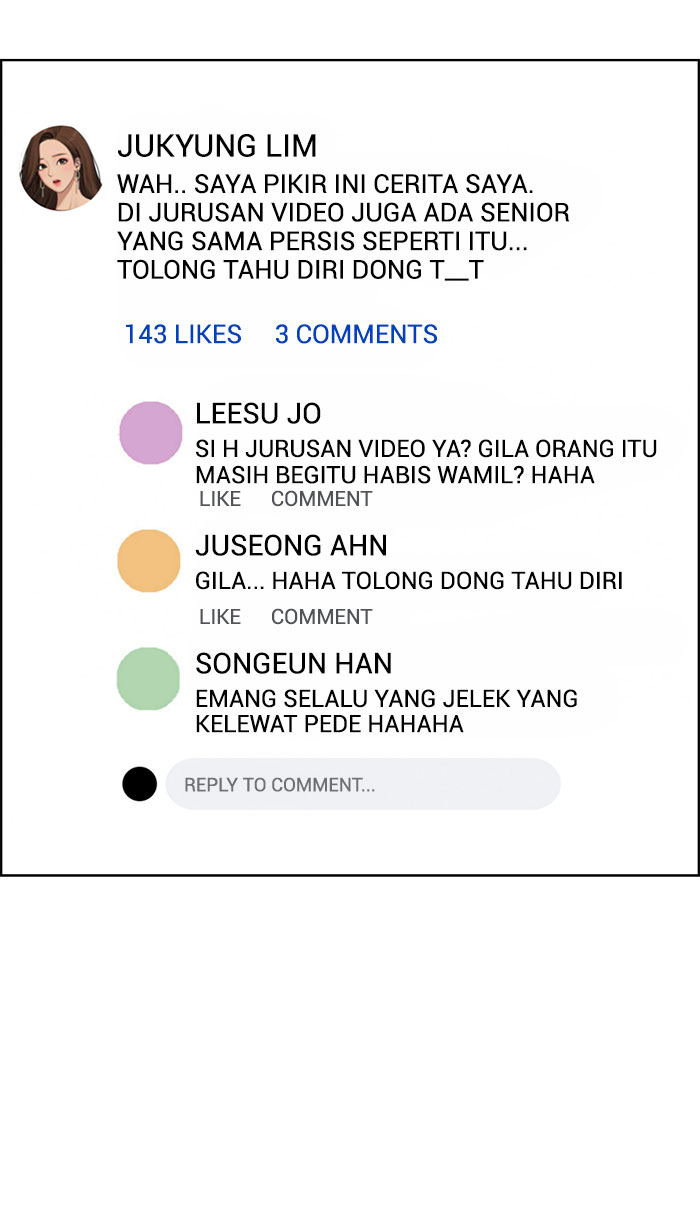 JUKYUNG LIM
WAH.. SAYA PIKIR INI CERITA SAYA.
DI JURUSAN VIDEO JUGA ADA SENIOR
YANG SAMA PERSIS SEPERTI ITU...
TOLONG TAHU DIRI DONG T__T
143 LIKES 3 COMMENTS
LEESU JO
SI H JURUSAN VIDEO YA? GILA ORANG ITU
MASIH BEGITU HABIS WAMIL? HAHA
LIKE COMMENT
JUSEONG AHN
GILA... HAHA TOLONG DONG TAHU DIRI
LIKE COMMENT
SONGEUN HAN
EMANG SELALU YANG JELEK YANG
KELEWAT PEDE HAHAHA
REPLY TO COMMENT...